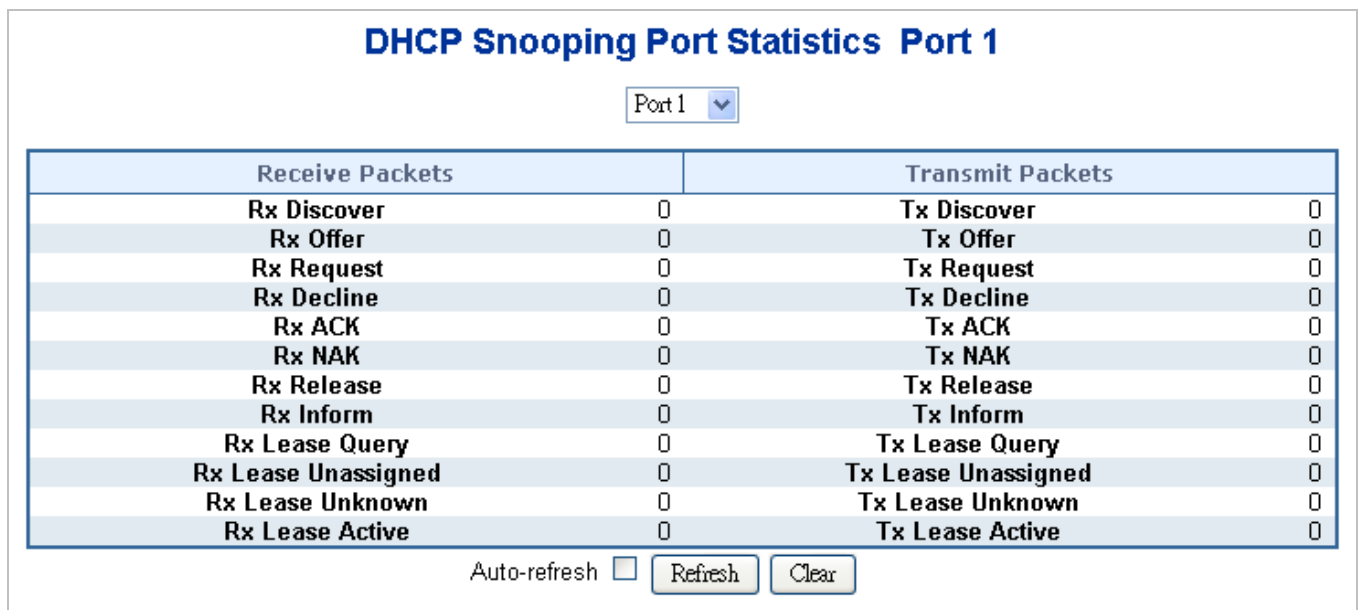 DHCP Snooping Port Statistics Port 1
Port 1
Receive Packets Transmit Packets
Rx Discover 0 Tx Discover 0
Rx Offer 0 Tx Offer 0
Rx Request 0 Tx Request 0
Rx Decline 0 Tx Decline 0
Rx ACK 0 Tx ACK 0
Rx NAK 0 Tx NAK 0
Rx Release 0 Tx Release 0
Rx Inform 0 Tx Inform 0
Rx Lease Query 0 Tx Lease Query 0
Rx Lease Unassigned 0 Tx Lease Unassigned 0
Rx Lease Unknown 0 Tx Lease Unknown 0
Rx Lease Active 0 Tx Lease Active 0
Auto-refresh Refresh Clear